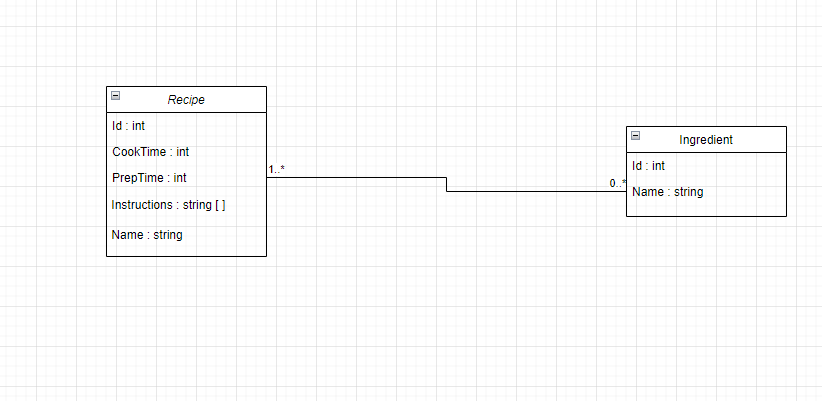 Recipe
Id : int
CookTime : int
PrepTime : int
Instructions : string [ ]
Name : string
1..*
0..*
Ingredient
Id : int
Name : string